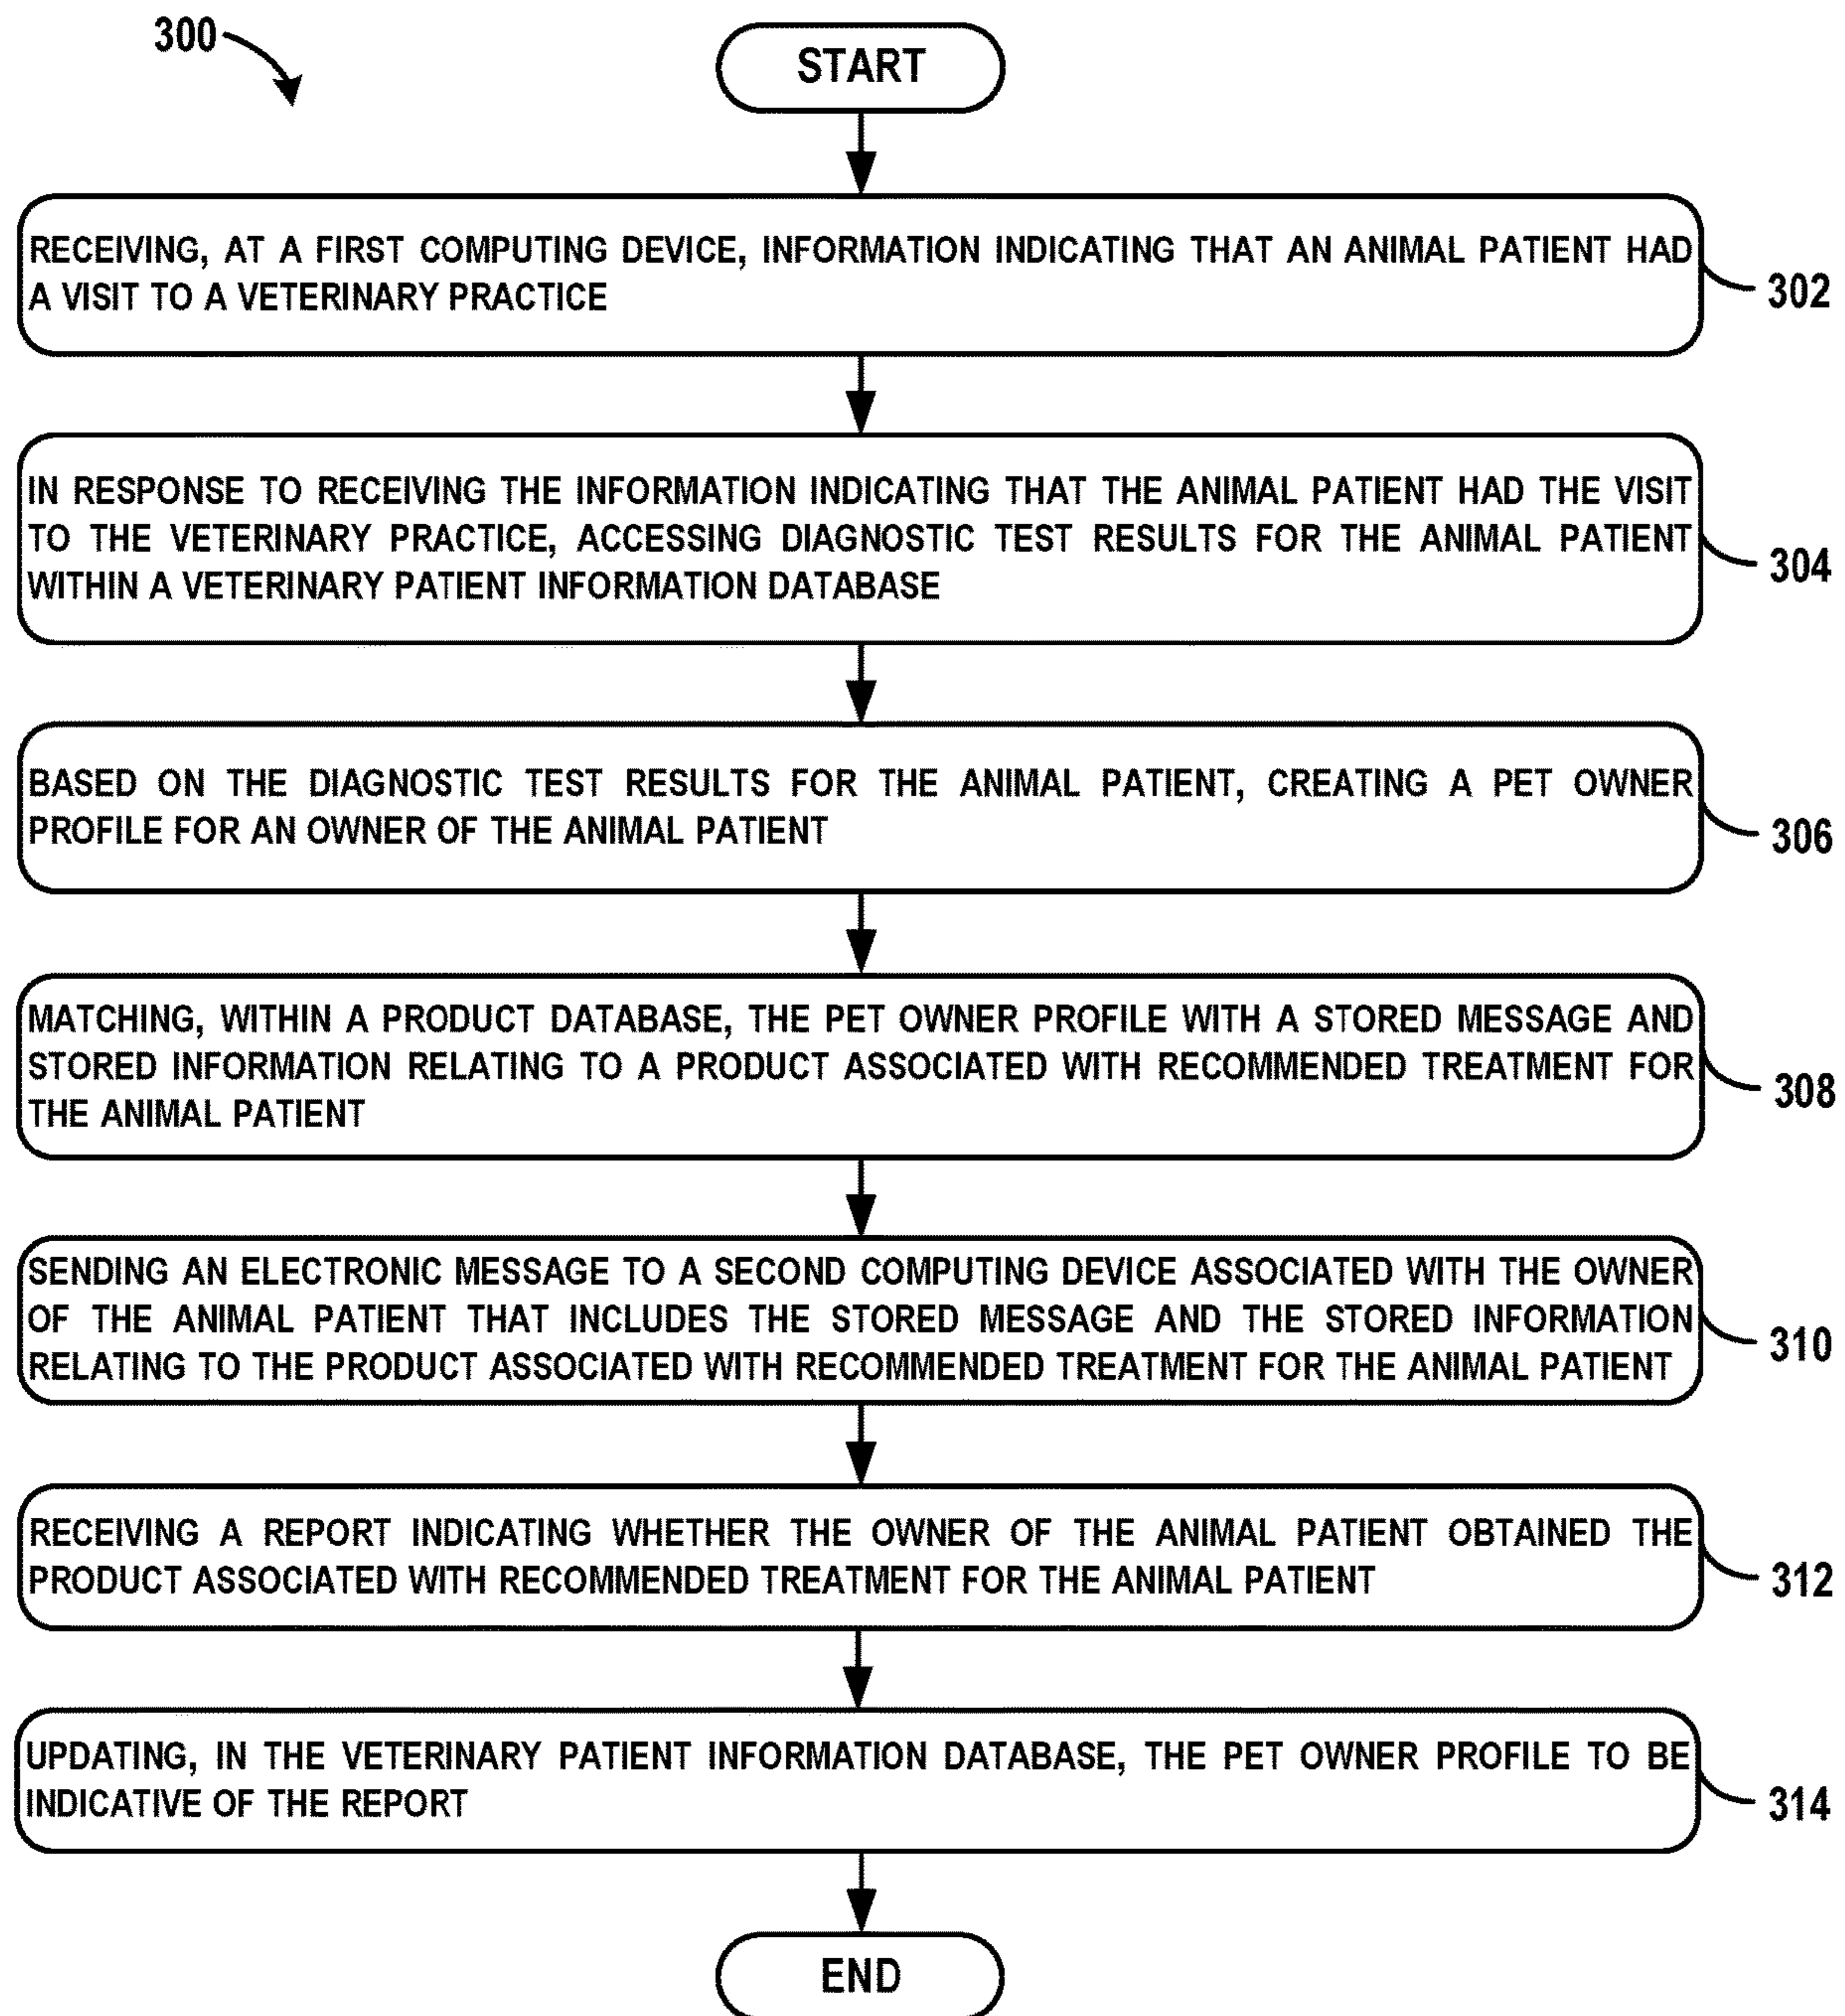 300
START
RECEIVING, AT A FIRST COMPUTING DEVICE, INFORMATION INDICATING THAT AN ANIMAL PATIENT HAD
A VISIT TO A VETERINARY PRACTICE
302
IN RESPONSE TO RECEIVING THE INFORMATION INDICATING THAT THE ANIMAL PATIENT HAD THE VISIT
TO THE VETERINARY PRACTICE, ACCESSING DIAGNOSTIC TEST RESULTS FOR THE ANIMAL PATIENT
WITHIN A VETERINARY PATIENT INFORMATION DATABASE
304
BASED ON THE DIAGNOSTIC TEST RESULTS FOR THE ANIMAL PATIENT, CREATING A PET OWNER
PROFILE FOR AN OWNER OF THE ANIMAL PATIENT
306
MATCHING, WITHIN A PRODUCT DATABASE, THE PET OWNER PROFILE WITH A STORED MESSAGE AND
STORED INFORMATION RELATING TO A PRODUCT ASSOCIATED WITH RECOMMENDED TREATMENT FOR
THE ANIMAL PATIENT
308
SENDING AN ELECTRONIC MESSAGE TO A SECOND COMPUTING DEVICE ASSOCIATED WITH THE OWNER
OF THE ANIMAL PATIENT THAT INCLUDES THE STORED MESSAGE AND THE STORED INFORMATION
RELATING TO THE PRODUCT ASSOCIATED WITH RECOMMENDED TREATMENT FOR THE ANIMAL PATIENT
310
RECEIVING A REPORT INDICATING WHETHER THE OWNER OF THE ANIMAL PATIENT OBTAINED THE
PRODUCT ASSOCIATED WITH RECOMMENDED TREATMENT FOR THE ANIMAL PATIENT
312
UPDATING, IN THE VETERINARY PATIENT INFORMATION DATABASE, THE PET OWNER PROFILE TO BE
INDICATIVE OF THE REPORT
314
END